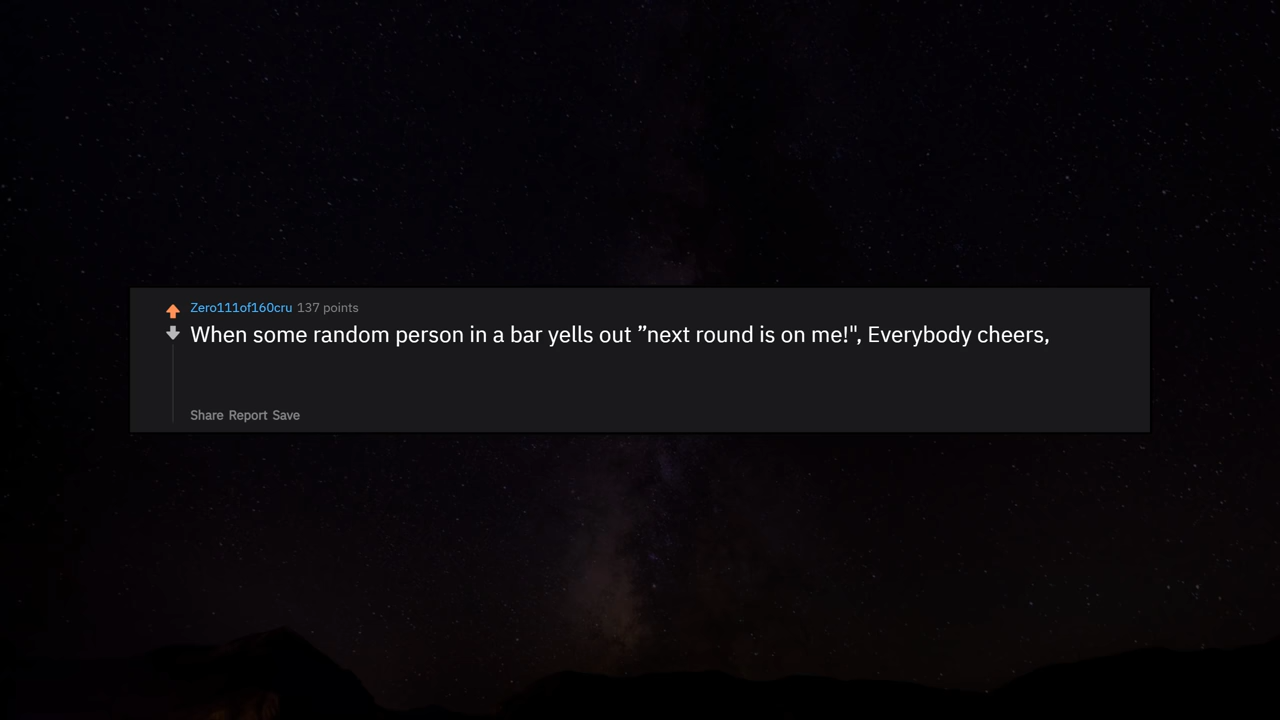 Zero111of160cru 137 points
When some random person in a bar yells out ”next round is on me!", Everybody cheers,
Share Report Save